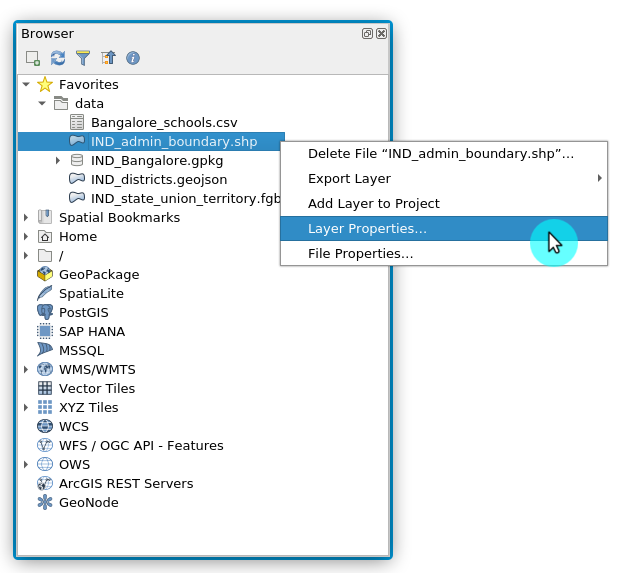 Browser
Favorites
data
Bangalore_schools.csv
IND_admin_boundary.shp
IND_Bangalore.gpkg
IND_districts.geojson
IND_state_union_territory.fgb
Delete File “IND_admin_boundary.shp”…
Export Layer
Add Layer to Project
Layer Properties…
File Properties…
Spatial Bookmarks
Home
/
GeoPackage
SpatiaLite
PostGIS
SAP HANA
MSSQL
WMS/WMTS
Vector Tiles
XYZ Tiles
WCS
WFS / OGC API - Features
OWS
ArcGIS REST Servers
GeoNode